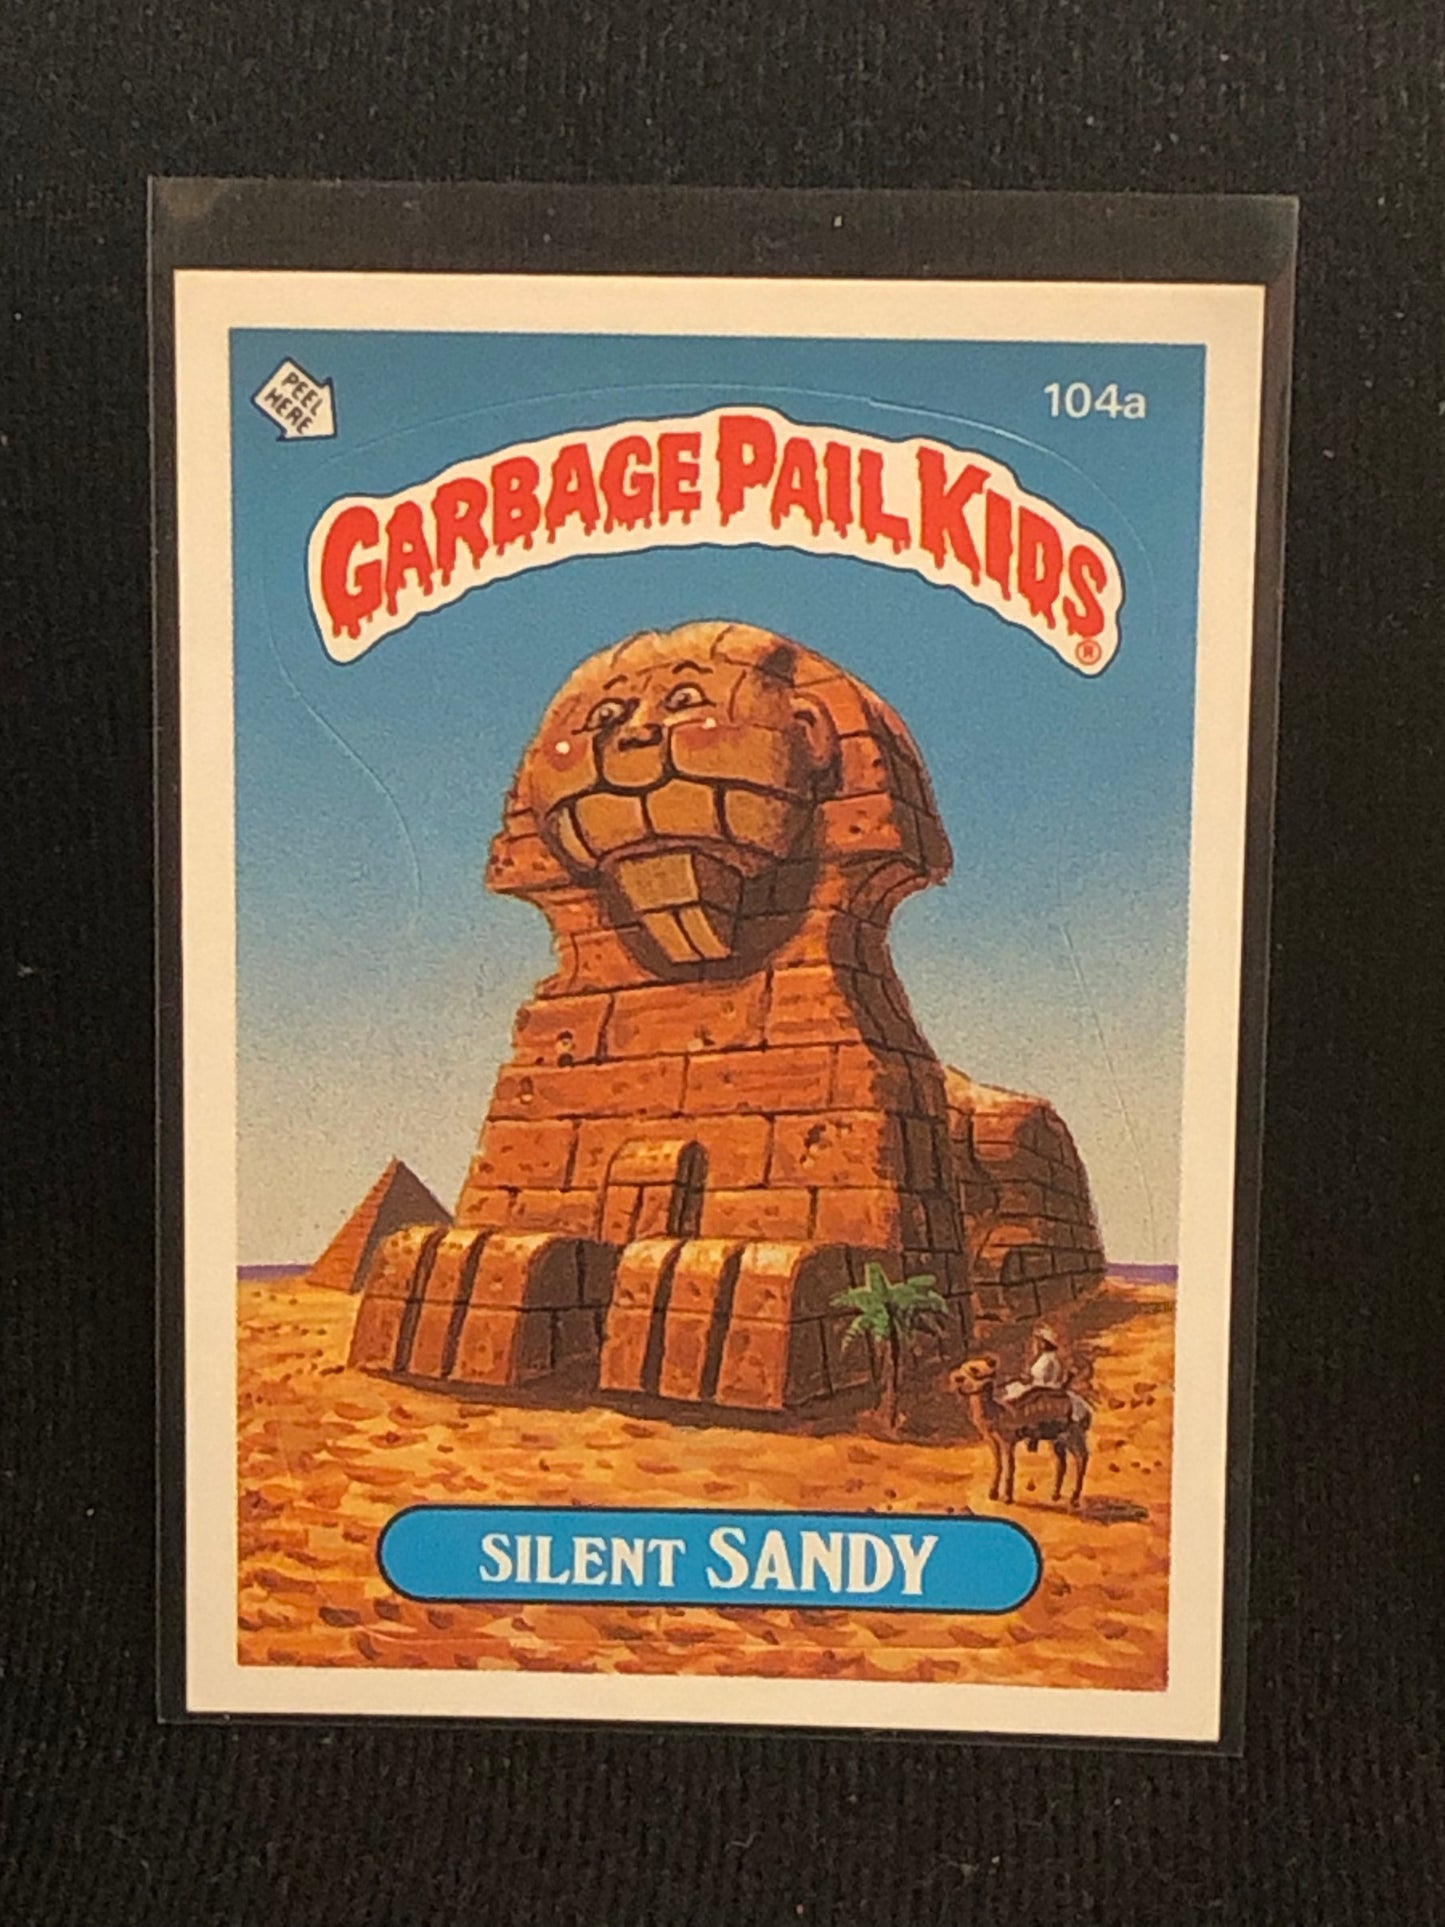 PEEL
HERE
104a
GARBAGE PAIL KIDS
®
SILENT SANDY